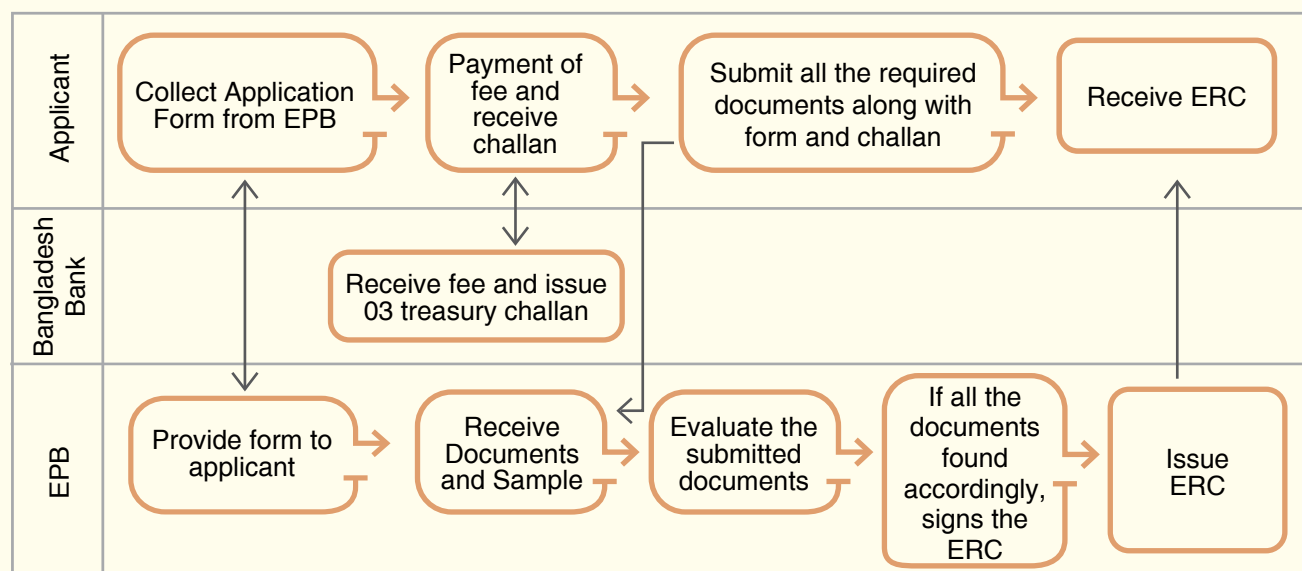 Applicant
Collect Application
Form from EPB
Payment of
fee and
receive
challan
Submit all the required
documents along with
form and challan
Receive ERC
Bangladesh
Bank
Receive fee and issue
03 treasury challan
EPB
Provide form to
applicant
Receive
Documents
and Sample
Evaluate the
submitted
documents
If all the
documents
found
accordingly,
signs the
ERC
Issue
ERC